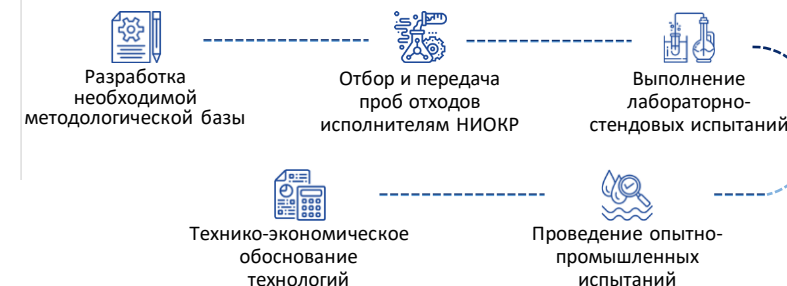 Разработка
необходимой
методологической базы
Отбор и передача
проб отходов
исполнителям НИОКР
Выполнение
лабораторно-
стендовых испытаний
Технико-экономическое
обоснование
технологий
Проведение опытно-
промышленных
испытаний